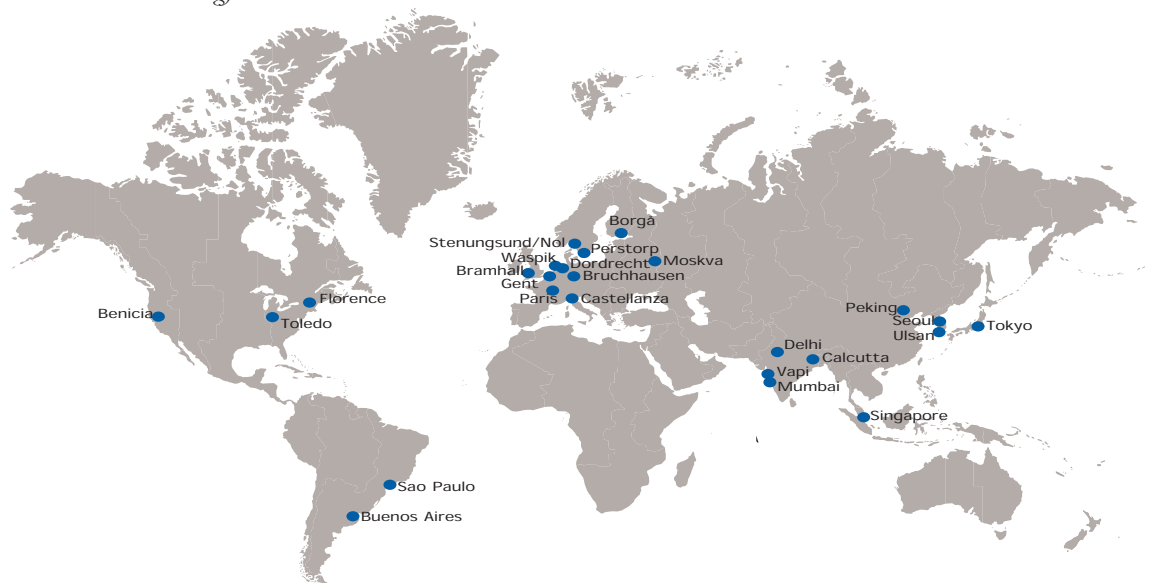 Borgà
Stenungsund/Nol
Perstorp
Waspik
Dordrecht
Moskva
Bramhall
Bruchhausen
Gent
Paris
Castellanza
Florence
Benicia
Toledo
Peking
Seoul
Tokyo
Ulsan
Delhi
Calcutta
Vapi
Mumbai
Singapore
Sao Paulo
Buenos Aires